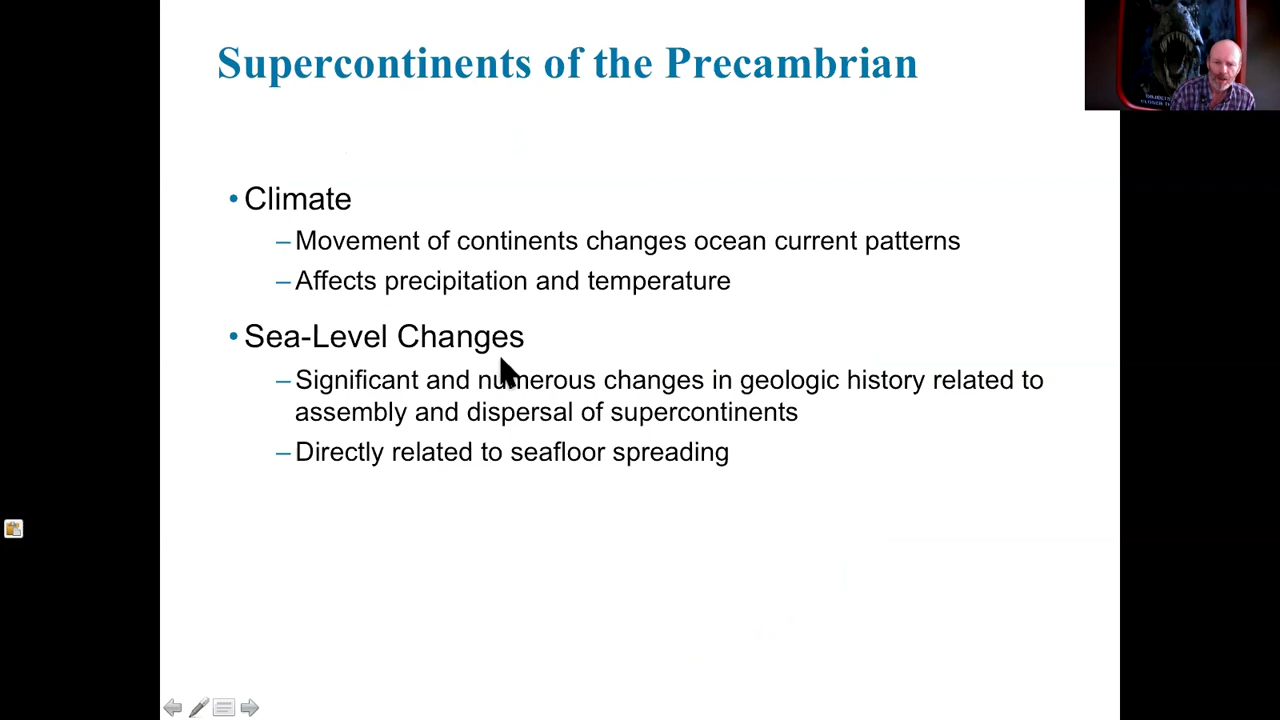 Supercontinents of the Precambrian
• Climate
– Movement of continents changes ocean current patterns
– Affects precipitation and temperature
• Sea-Level Changes
– Significant and numerous changes in geologic history related to
assembly and dispersal of supercontinents
– Directly related to seafloor spreading